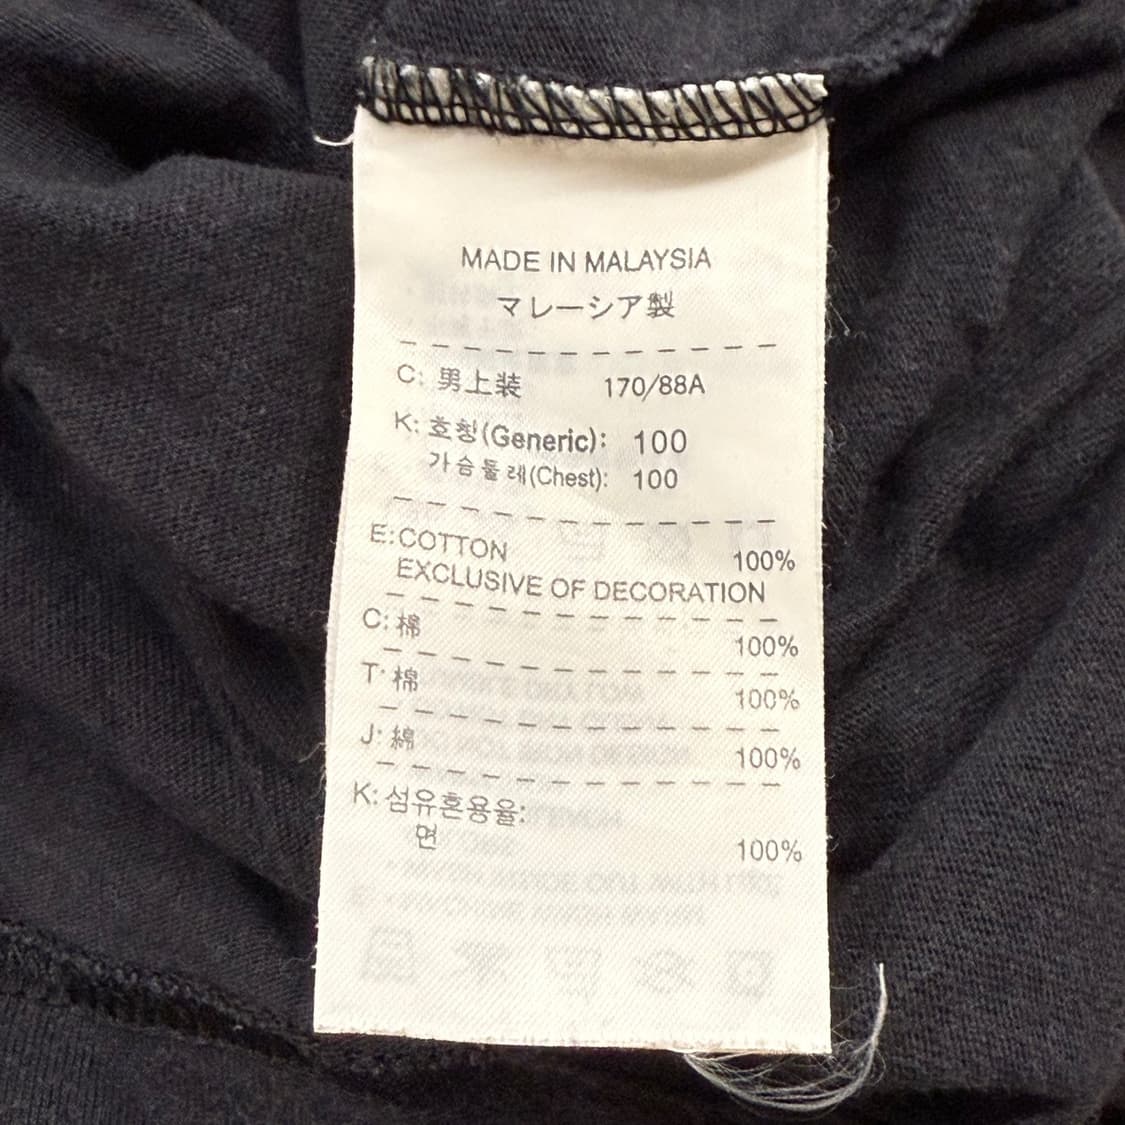 MADE IN MALAYSIA
マレーシア製
C: 男上装 170/88A
K: 호칭(Generic): 100
가슴둘레(Chest): 100
E: COTTON 100%
EXCLUSIVE OF DECORATION
C: 棉 100%
T: 棉 100%
J: 綿 100%
K: 섬유혼용율:
면 100%